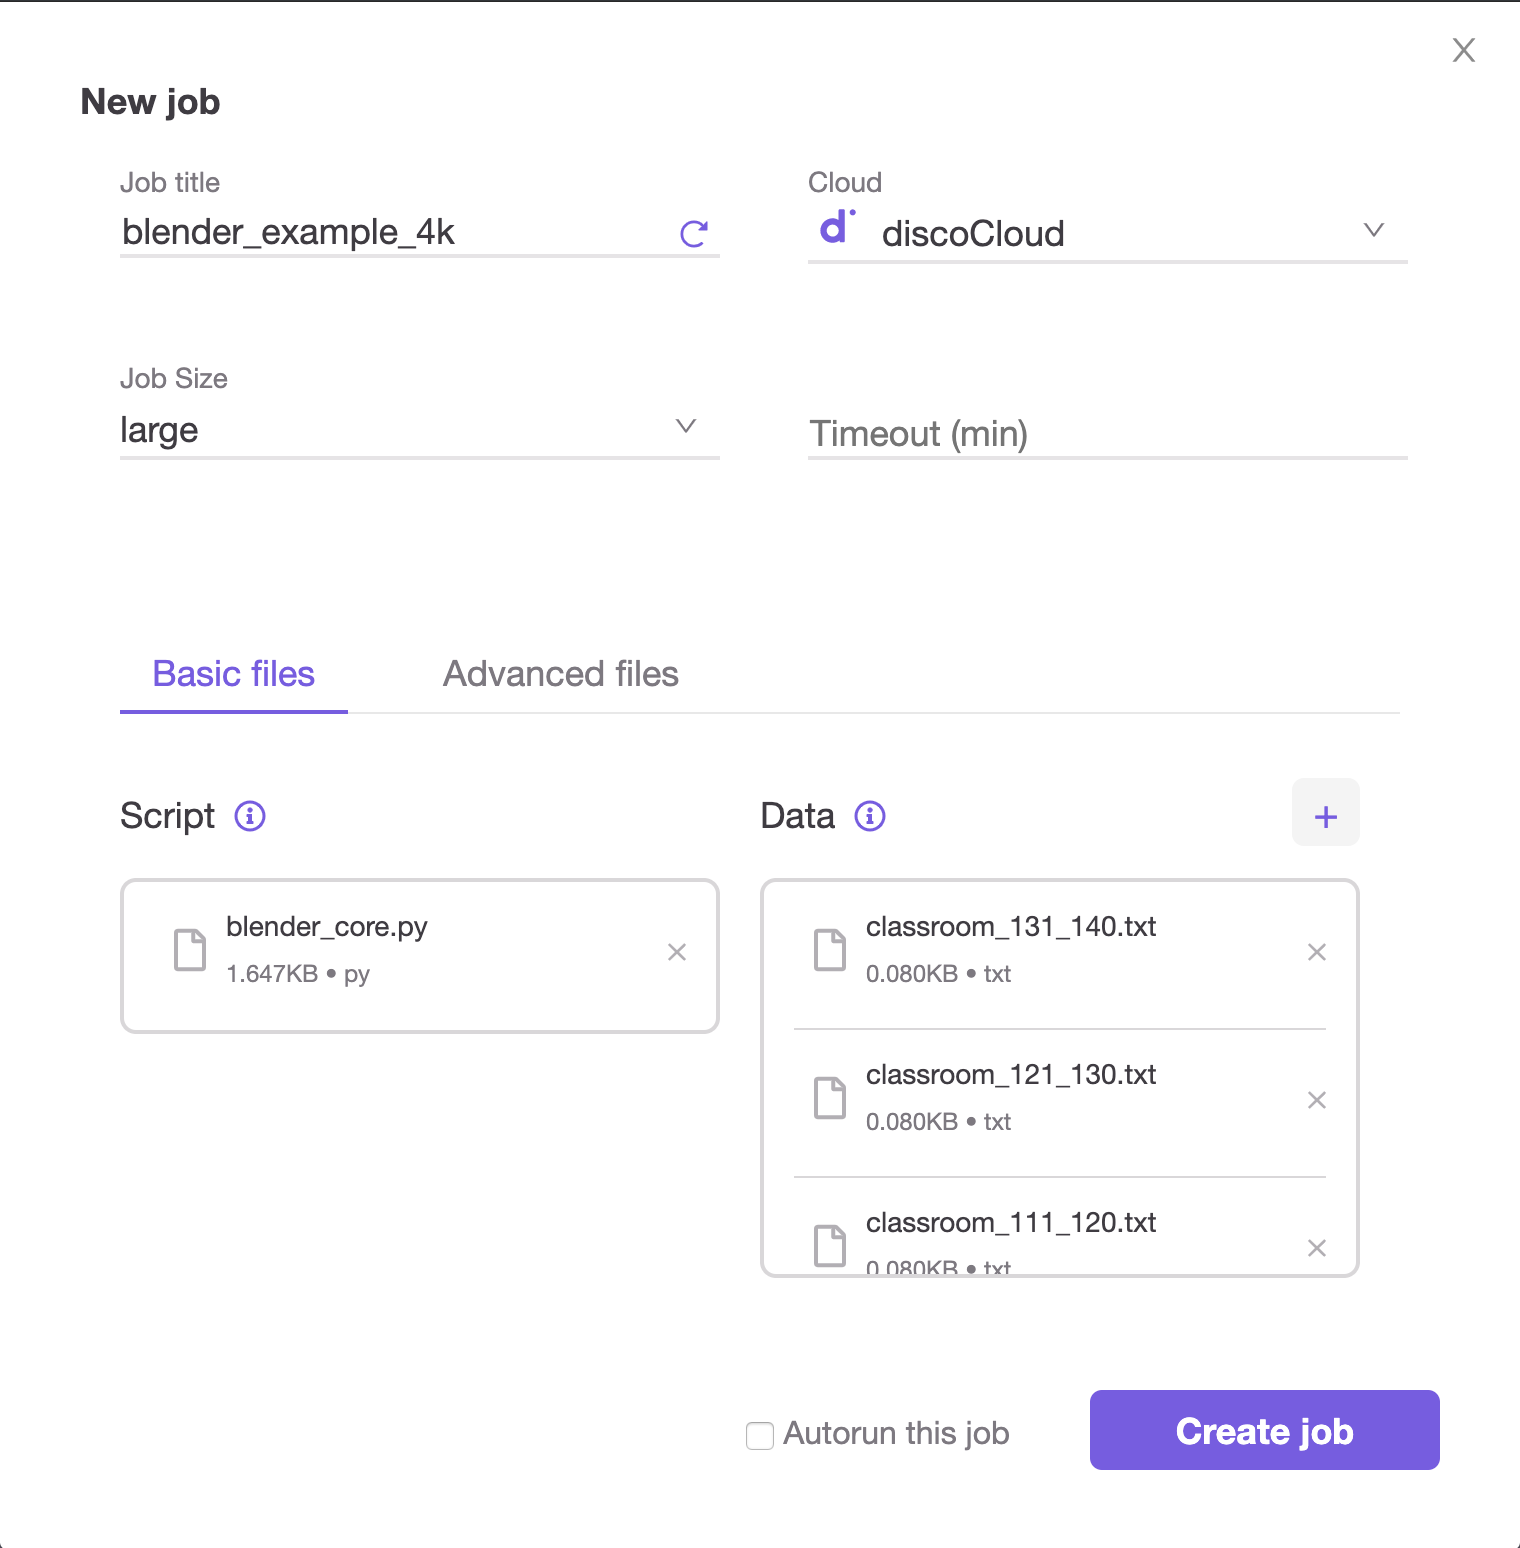 New job
Job title
blender_example_4k
Cloud
discoCloud
Job Size
large
Timeout (min)
Basic files
Advanced files
Script
blender_core.py
1.647KB • py
Data
+
classroom_131_140.txt
0.080KB • txt
classroom_121_130.txt
0.080KB • txt
classroom_111_120.txt
0.080KB • txt
Autorun this job
Create job